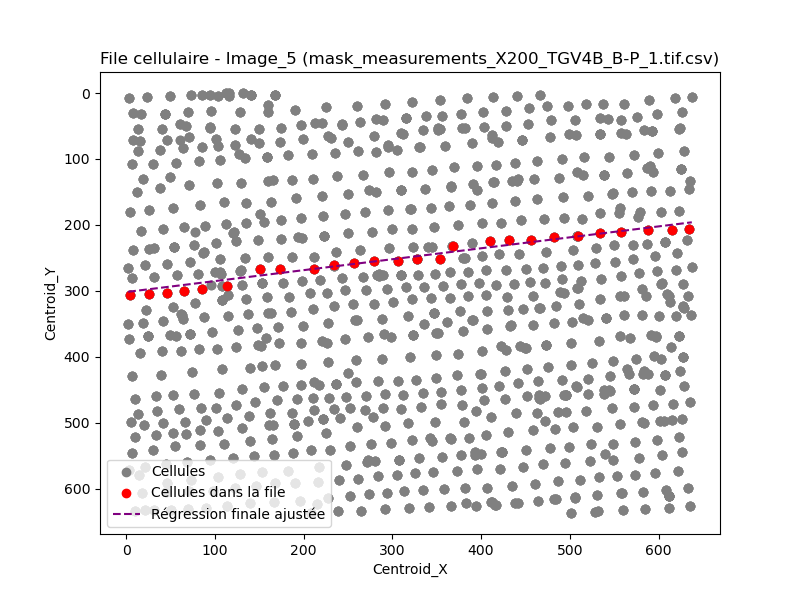 File cellulaire - Image_5 (mask_measurements_X200_TGV4B_B-P_1.tif.csv)
0
100
200
300
400
500
600
Centroid_Y
Cellules
Cellules dans la file
Régression finale ajustée
0 100 200 300 400 500 600
Centroid_X